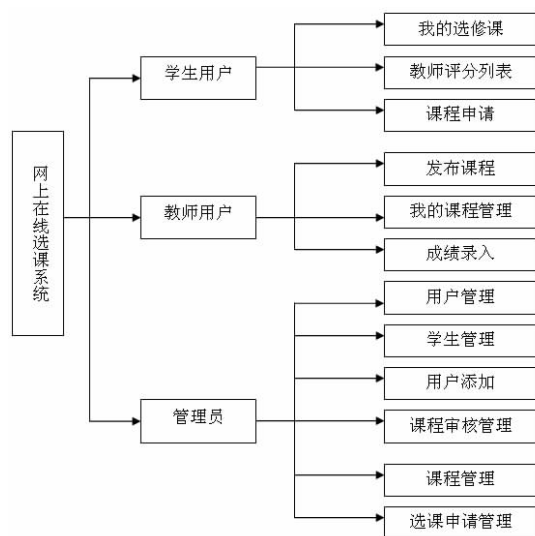 网上在线选课系统
学生用户
我的选修课
教师评分列表
课程申请
教师用户
发布课程
我的课程管理
成绩录入
管理员
用户管理
学生管理
用户添加
课程审核管理
课程管理
选课申请管理